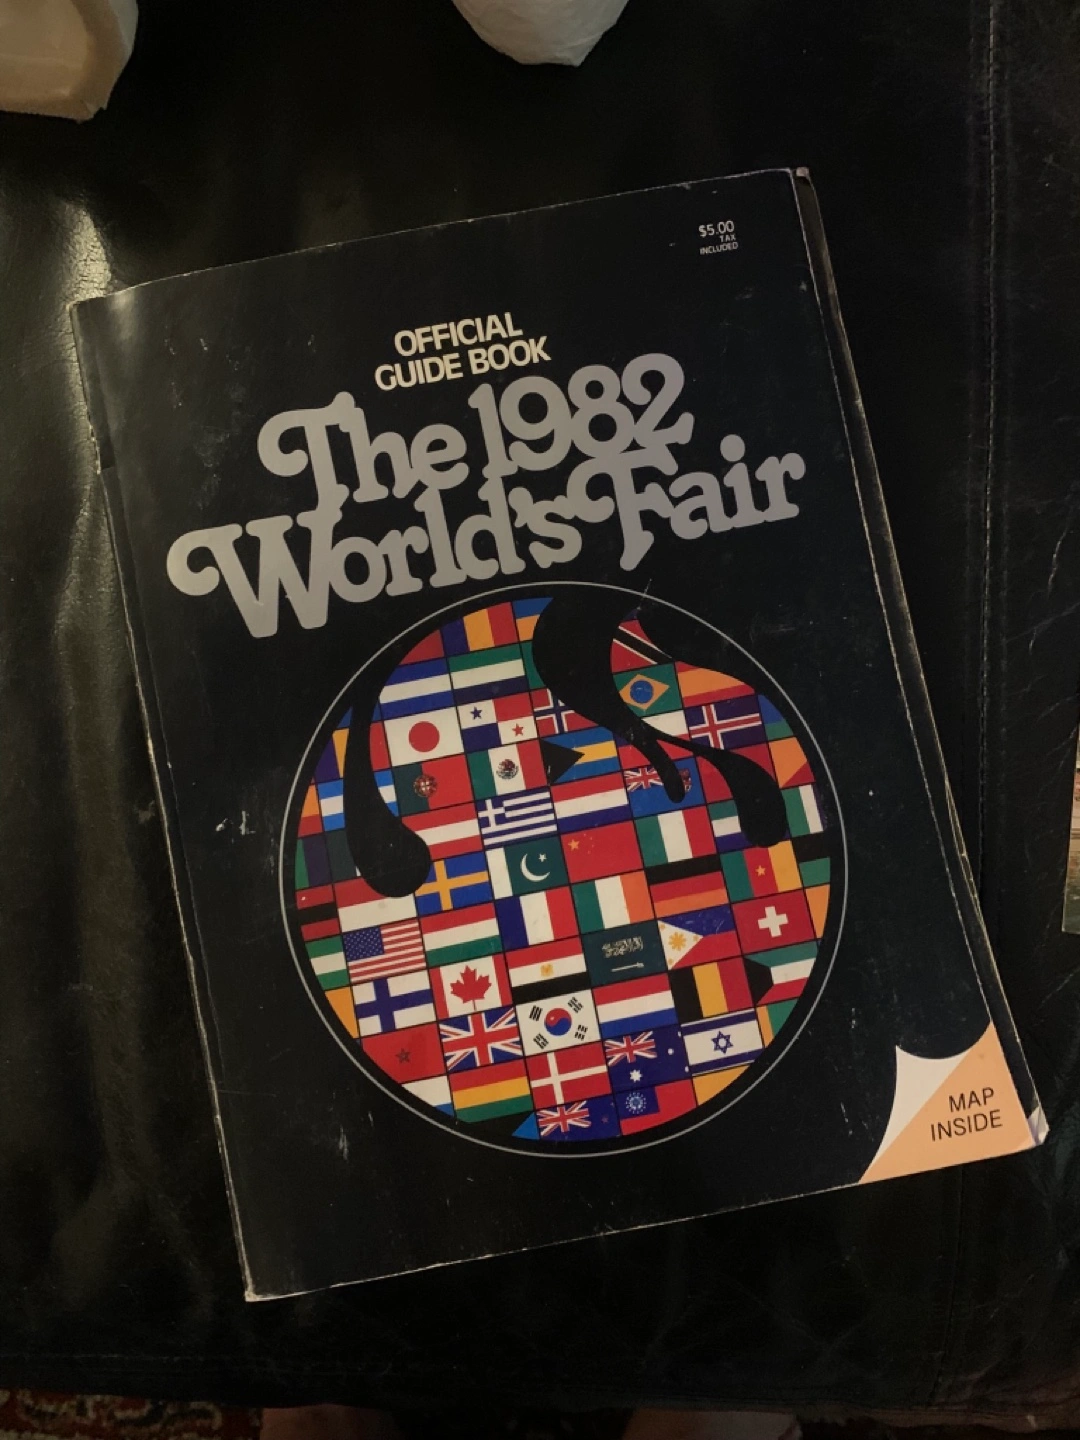 $5.00
TAX
INCLUDED
OFFICIAL
GUIDE BOOK
The 1982
World's Fair
MAP
INSIDE